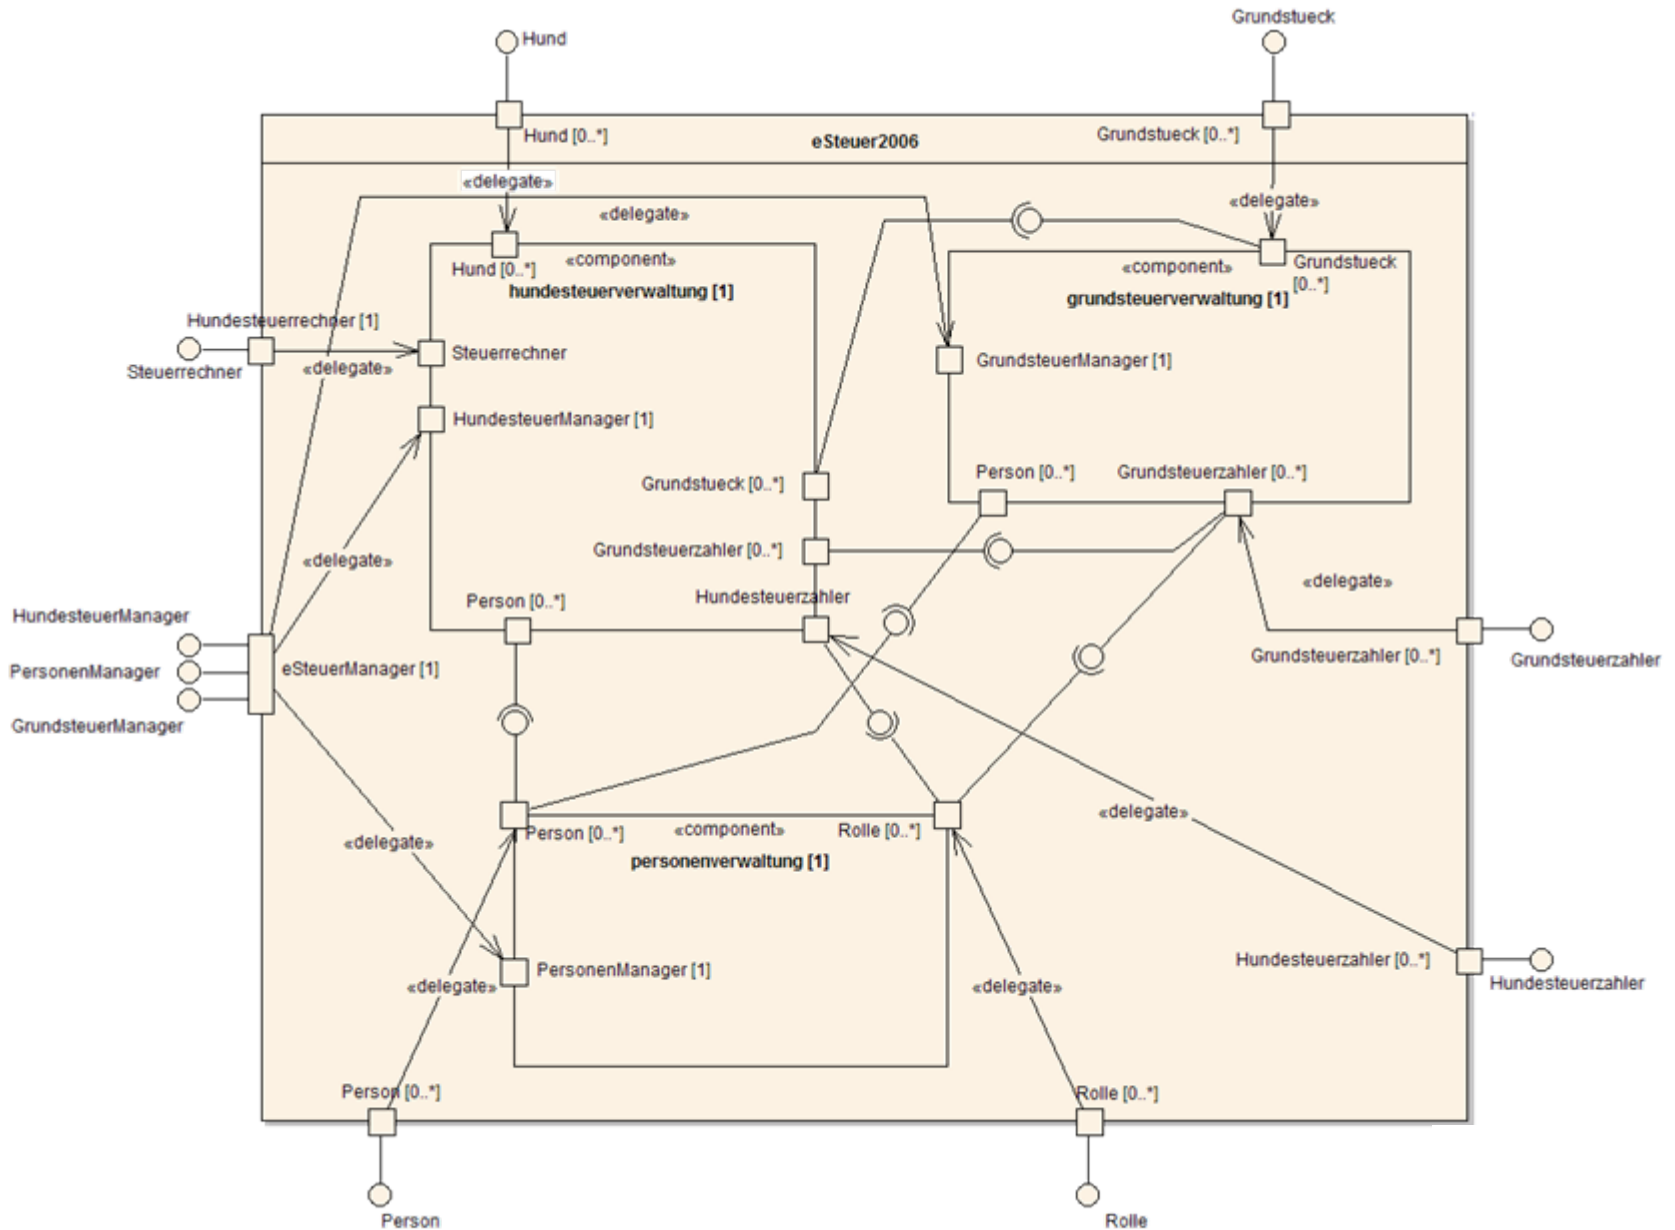 Grundstueck
Hund
Hund [0..*]
eSteuer2006
Grundstueck [0..*]
«delegate»
«delegate»
«delegate»
Hund [0..*]
«component»
hundesteuerverwaltung [1]
«component»
Grundstueck
[0..*]
grundsteuerverwaltung [1]
Hundesteuerrechner [1]
Steuerrechner
«delegate»
Steuerrechner
GrundsteuerManager [1]
HundesteuerManager [1]
Grundstueck [0..*]
Person [0..*]
Grundsteuerzahler [0..*]
Grundsteuerzahler [0..*]
«delegate»
«delegate»
Person [0..*]
Hundesteuerzahler
HundesteuerManager
PersonenManager
GrundsteuerManager
eSteuerManager [1]
Grundsteuerzahler [0..*]
Grundsteuerzahler
«delegate»
«delegate»
Person [0..*]
«component»
Rolle [0..*]
personenverwaltung [1]
PersonenManager [1]
«delegate»
«delegate»
Hundesteuerzahler [0..*]
Hundesteuerzahler
Person [0..*]
Rolle [0..*]
Person
Rolle